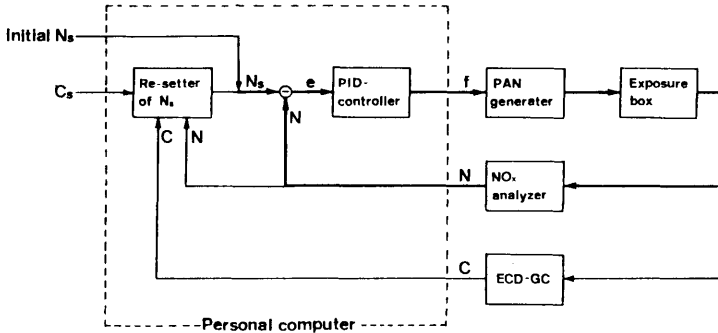 Initial Ns
Cs
Re-setter
of Ns
Ns
e
PID-
controller
f
PAN
generater
Exposure
box
C
N
N
N
NOx
analyzer
C
ECD-GC
Personal computer